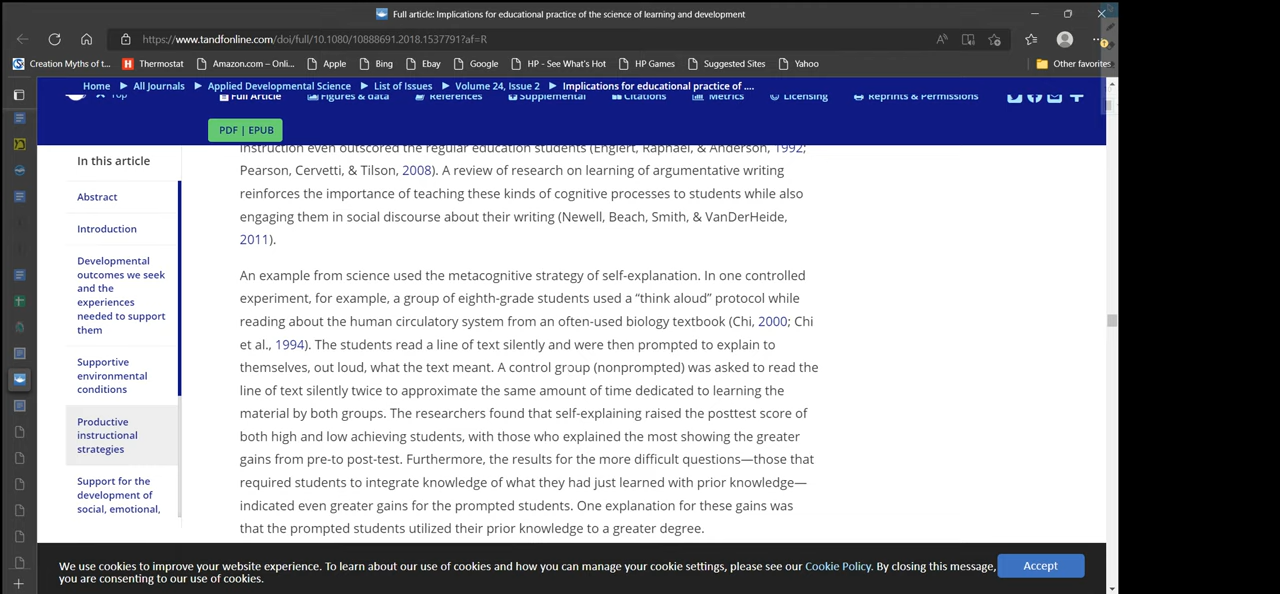 Full article: Implications for educational practice of the science of learning and development
https://www.tandfonline.com/doi/full/10.1080/10888691.2018.1537791?af=R
Creation Myths of t... Thermostat Amazon.com – Onli... Apple Bing Ebay Google HP - See What's Hot HP Games Suggested Sites Yahoo Other favorites
Home All Journals Applied Developmental Science List of Issues Volume 24, Issue 2 Implications for educational practice of ....
Top Full Article Figures & data References Supplemental Citations Metrics Licensing Reprints & Permissions
PDF | EPUB
In this article
Abstract
Introduction
Developmental
outcomes we seek
and the
experiences
needed to support
them
Supportive
environmental
conditions
Productive
instructional
strategies
Support for the
development of
social, emotional,
instruction even outscored the regular education students (Englert, Raphael, & Anderson, 1992;
Pearson, Cervetti, & Tilson, 2008). A review of research on learning of argumentative writing
reinforces the importance of teaching these kinds of cognitive processes to students while also
engaging them in social discourse about their writing (Newell, Beach, Smith, & VanDerHeide,
2011).
An example from science used the metacognitive strategy of self-explanation. In one controlled
experiment, for example, a group of eighth-grade students used a “think aloud” protocol while
reading about the human circulatory system from an often-used biology textbook (Chi, 2000; Chi
et al., 1994). The students read a line of text silently and were then prompted to explain to
themselves, out loud, what the text meant. A control group (nonprompted) was asked to read the
line of text silently twice to approximate the same amount of time dedicated to learning the
material by both groups. The researchers found that self-explaining raised the posttest score of
both high and low achieving students, with those who explained the most showing the greater
gains from pre-to post-test. Furthermore, the results for the more difficult questions—those that
required students to integrate knowledge of what they had just learned with prior knowledge—
indicated even greater gains for the prompted students. One explanation for these gains was
that the prompted students utilized their prior knowledge to a greater degree.
We use cookies to improve your website experience. To learn about our use of cookies and how you can manage your cookie settings, please see our Cookie Policy. By closing this message,
you are consenting to our use of cookies.
Accept